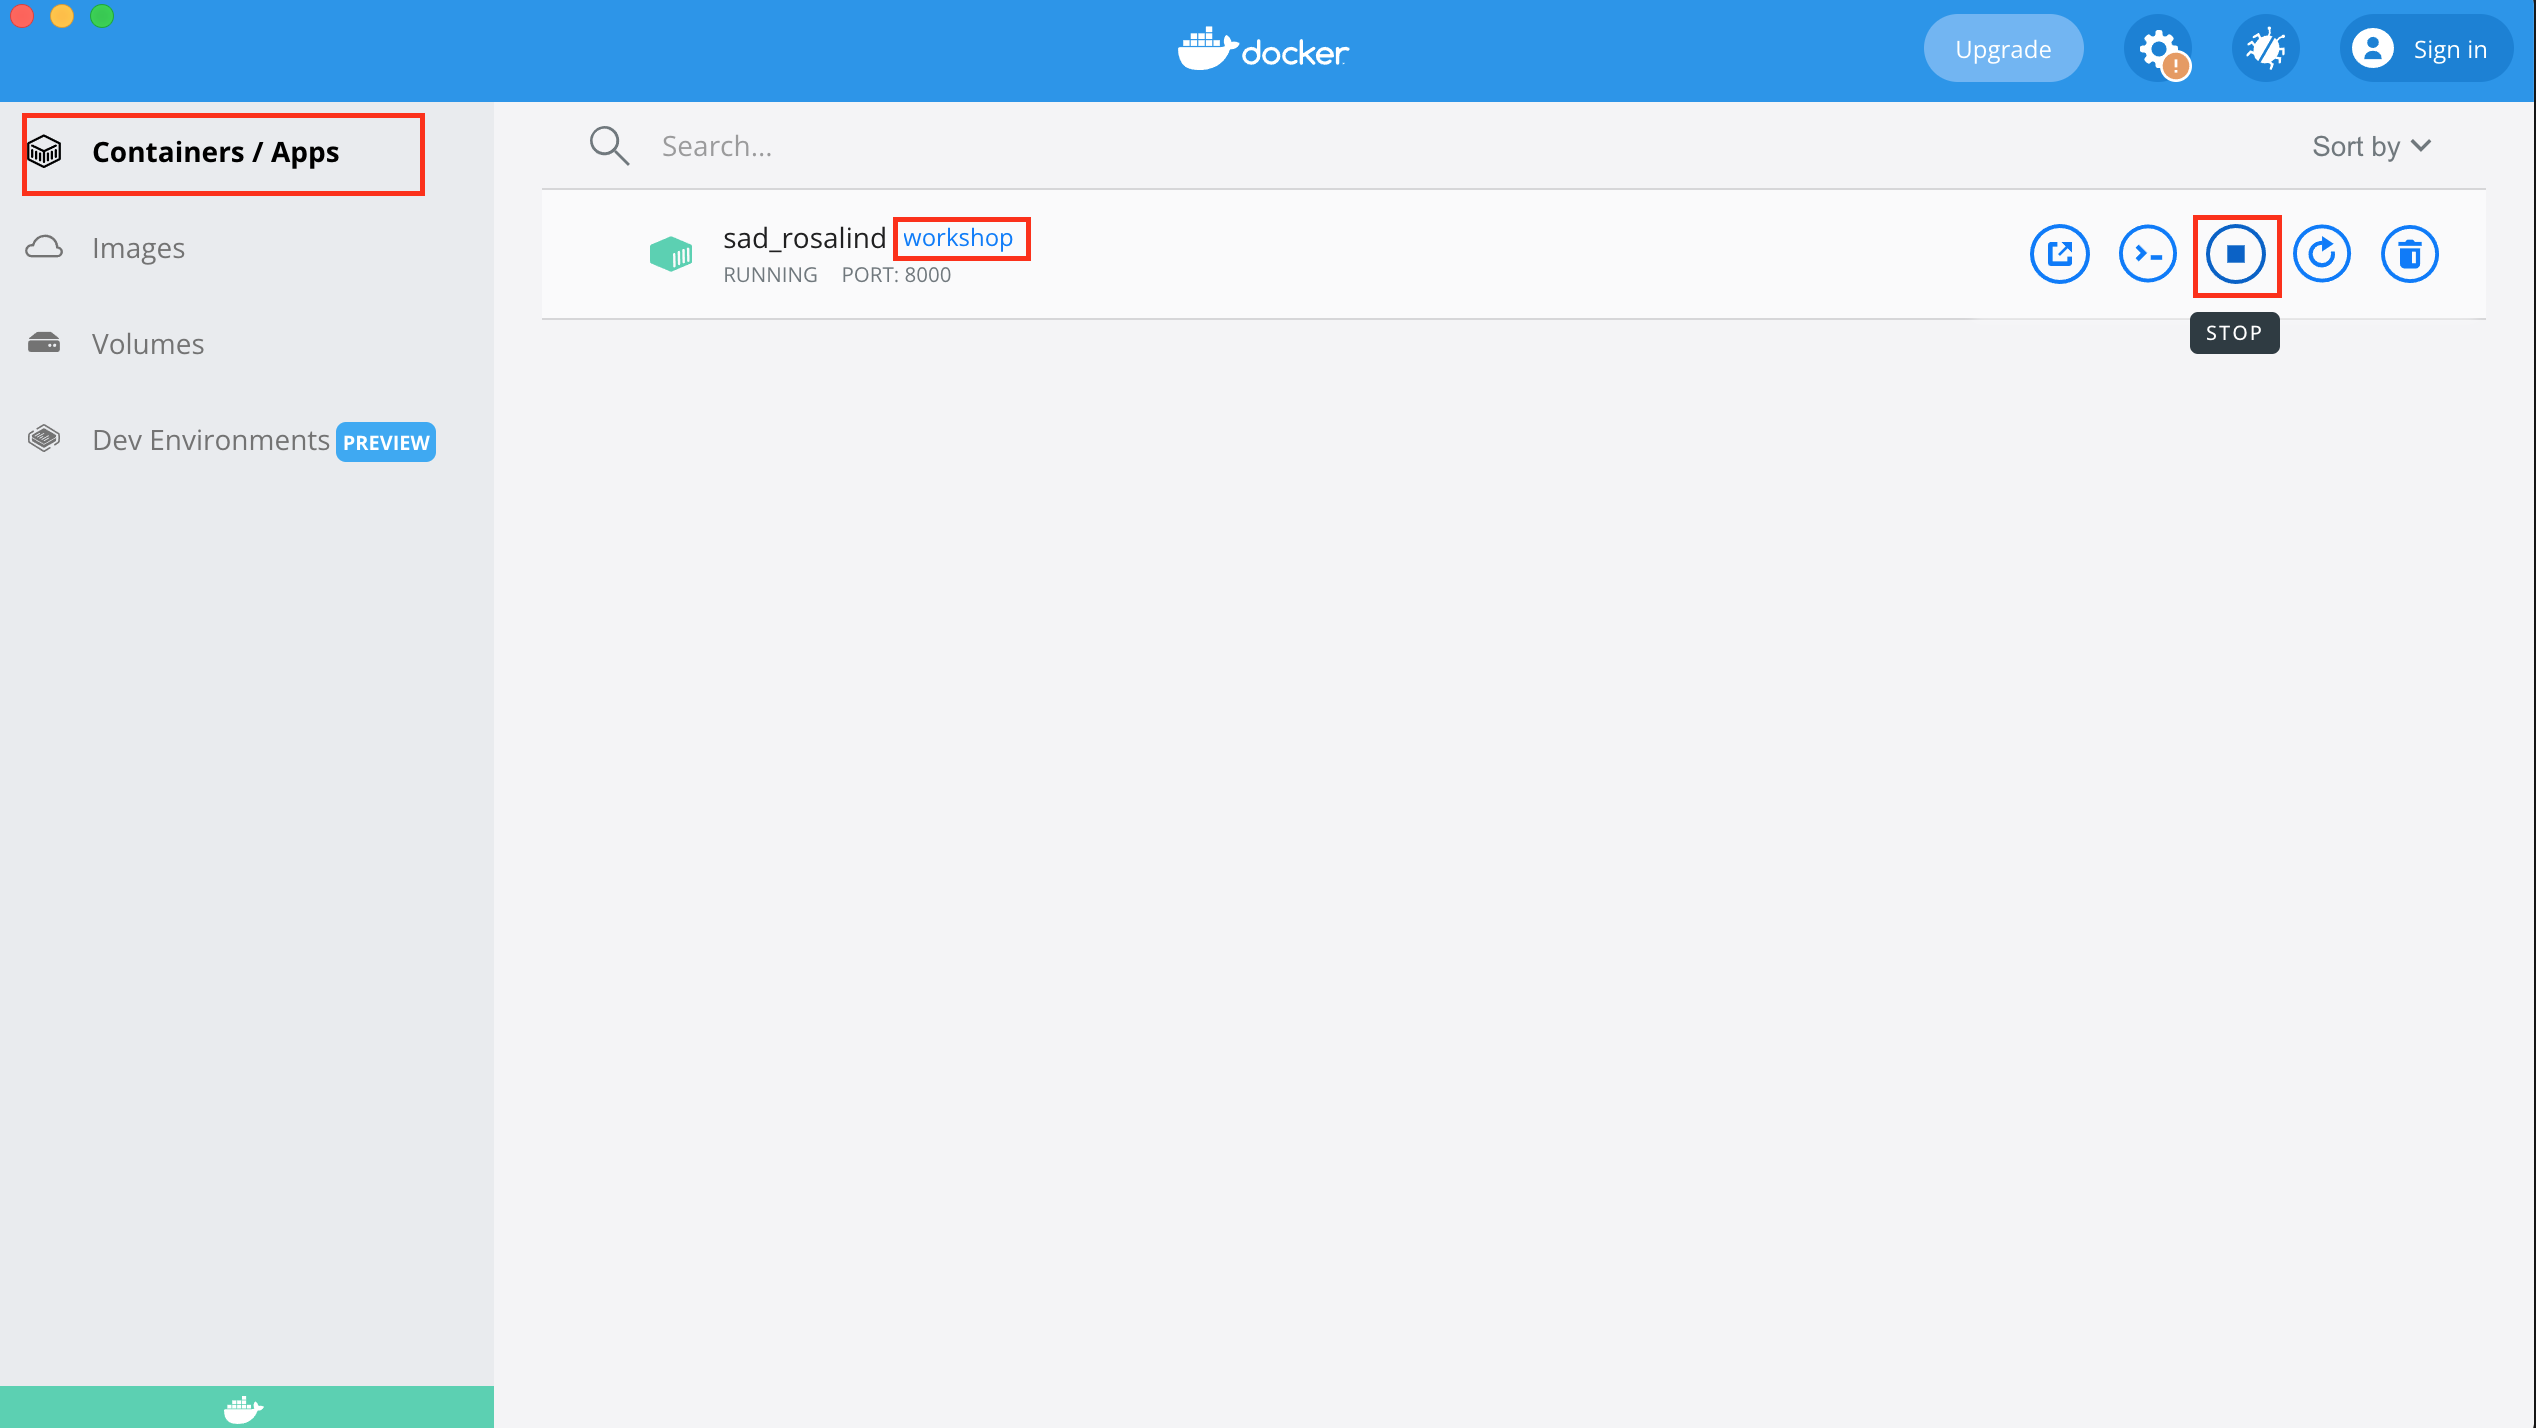 docker
Upgrade
Sign in
Containers / Apps
Images
Volumes
Dev Environments PREVIEW
Search...
Sort by
sad_rosalind workshop
RUNNING PORT: 8000
STOP